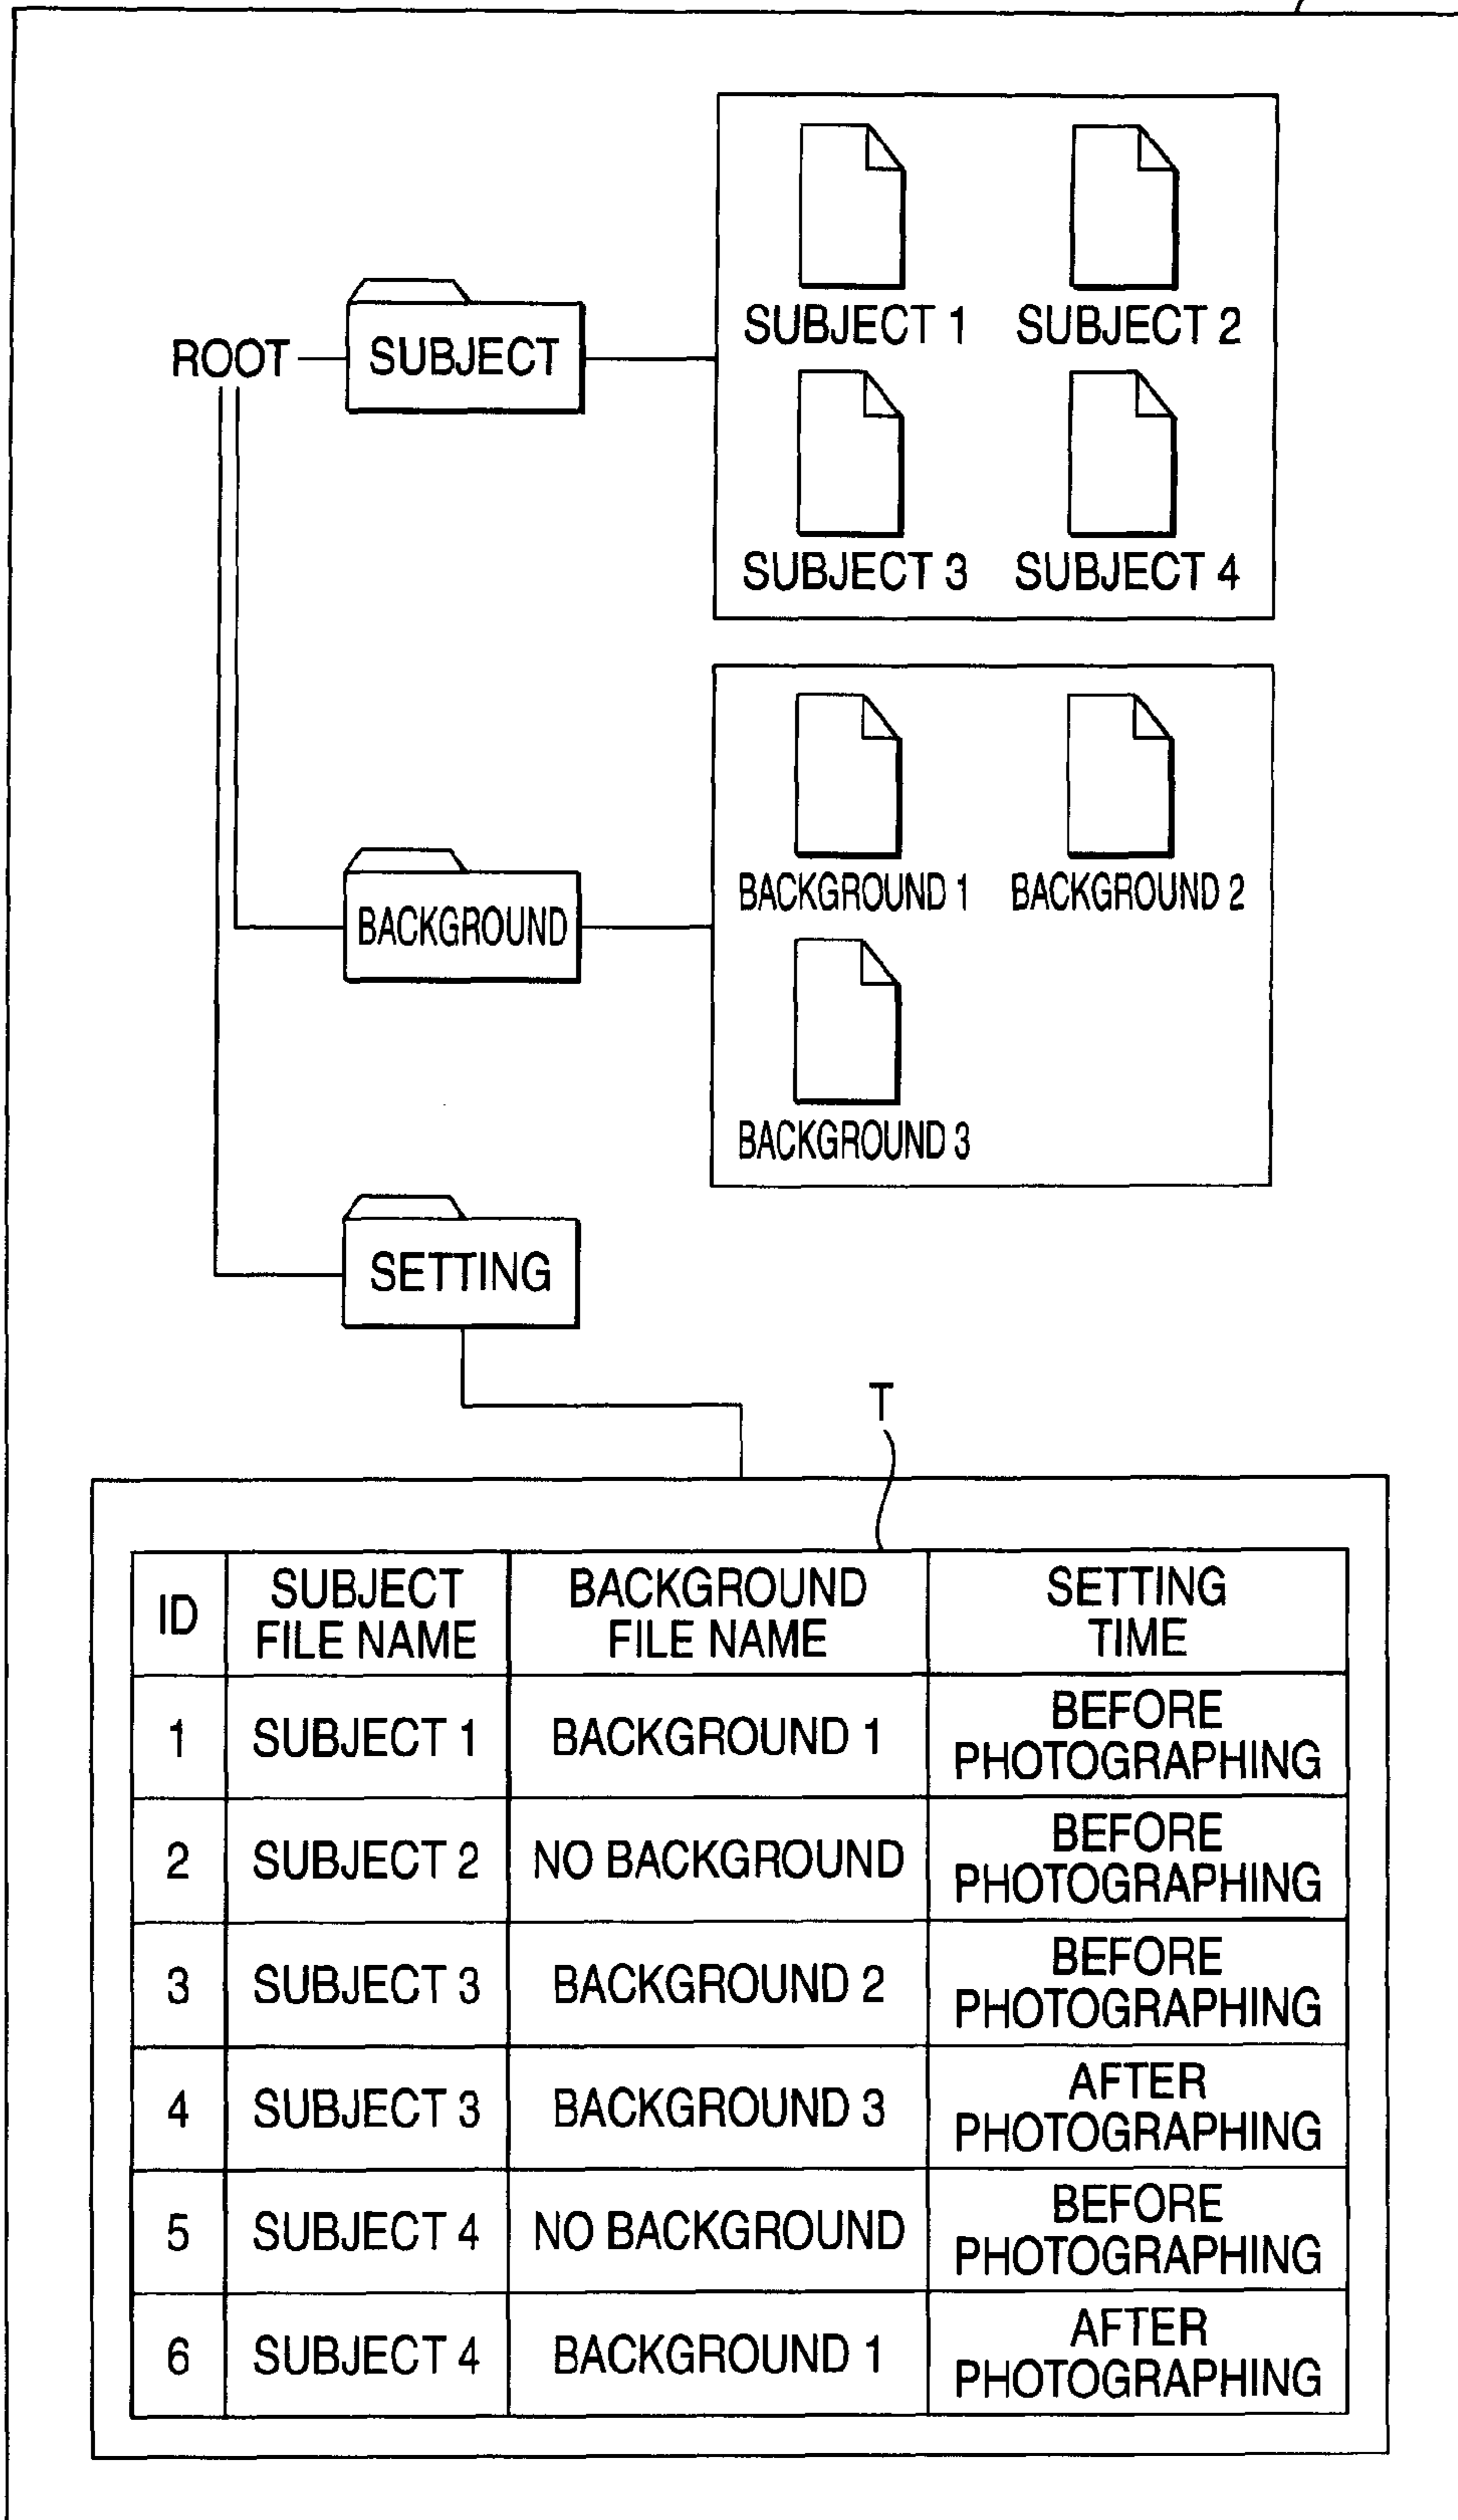 SUBJECT 1 SUBJECT 2
ROOT SUBJECT
SUBJECT 3 SUBJECT 4
BACKGROUND 1 BACKGROUND 2
BACKGROUND
BACKGROUND 3
SETTING
T
ID SUBJECT FILE NAME BACKGROUND FILE NAME SETTING TIME
1 SUBJECT 1 BACKGROUND 1 BEFORE PHOTOGRAPHING
2 SUBJECT 2 NO BACKGROUND BEFORE PHOTOGRAPHING
3 SUBJECT 3 BACKGROUND 2 BEFORE PHOTOGRAPHING
4 SUBJECT 3 BACKGROUND 3 AFTER PHOTOGRAPHING
5 SUBJECT 4 NO BACKGROUND BEFORE PHOTOGRAPHING
6 SUBJECT 4 BACKGROUND 1 AFTER PHOTOGRAPHING